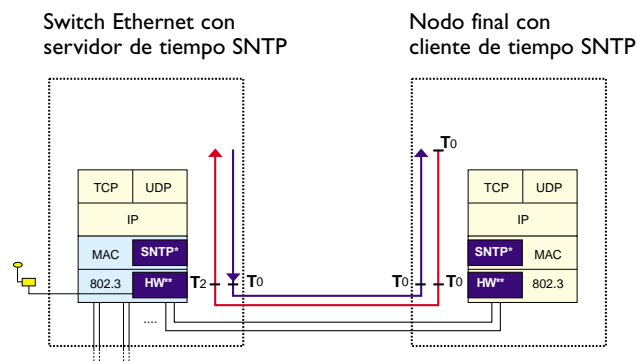 Switch Ethernet con
servidor de tiempo SNTP
Nodo final con
cliente de tiempo SNTP
T0
TCP UDP
IP
MAC SNTP*
802.3 HW**
T2 T0
T0 T0
TCP UDP
IP
SNTP* MAC
HW** 802.3
....